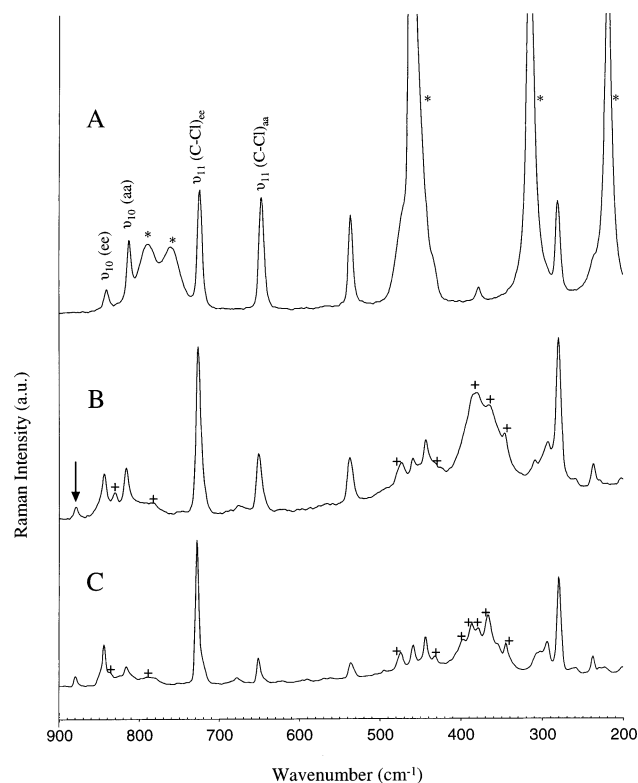 A
υ10 (ee)
υ10 (aa)
*
*
υ11 (C-Cl)ee
υ11 (C-Cl)aa
*
*
*
B
+
+
+
+
+
+
+
C
+
+
+
+
+
+
+
+
+
Raman Intensity (a.u.)
900 800 700 600 500 400 300 200
Wavenumber (cm-1)